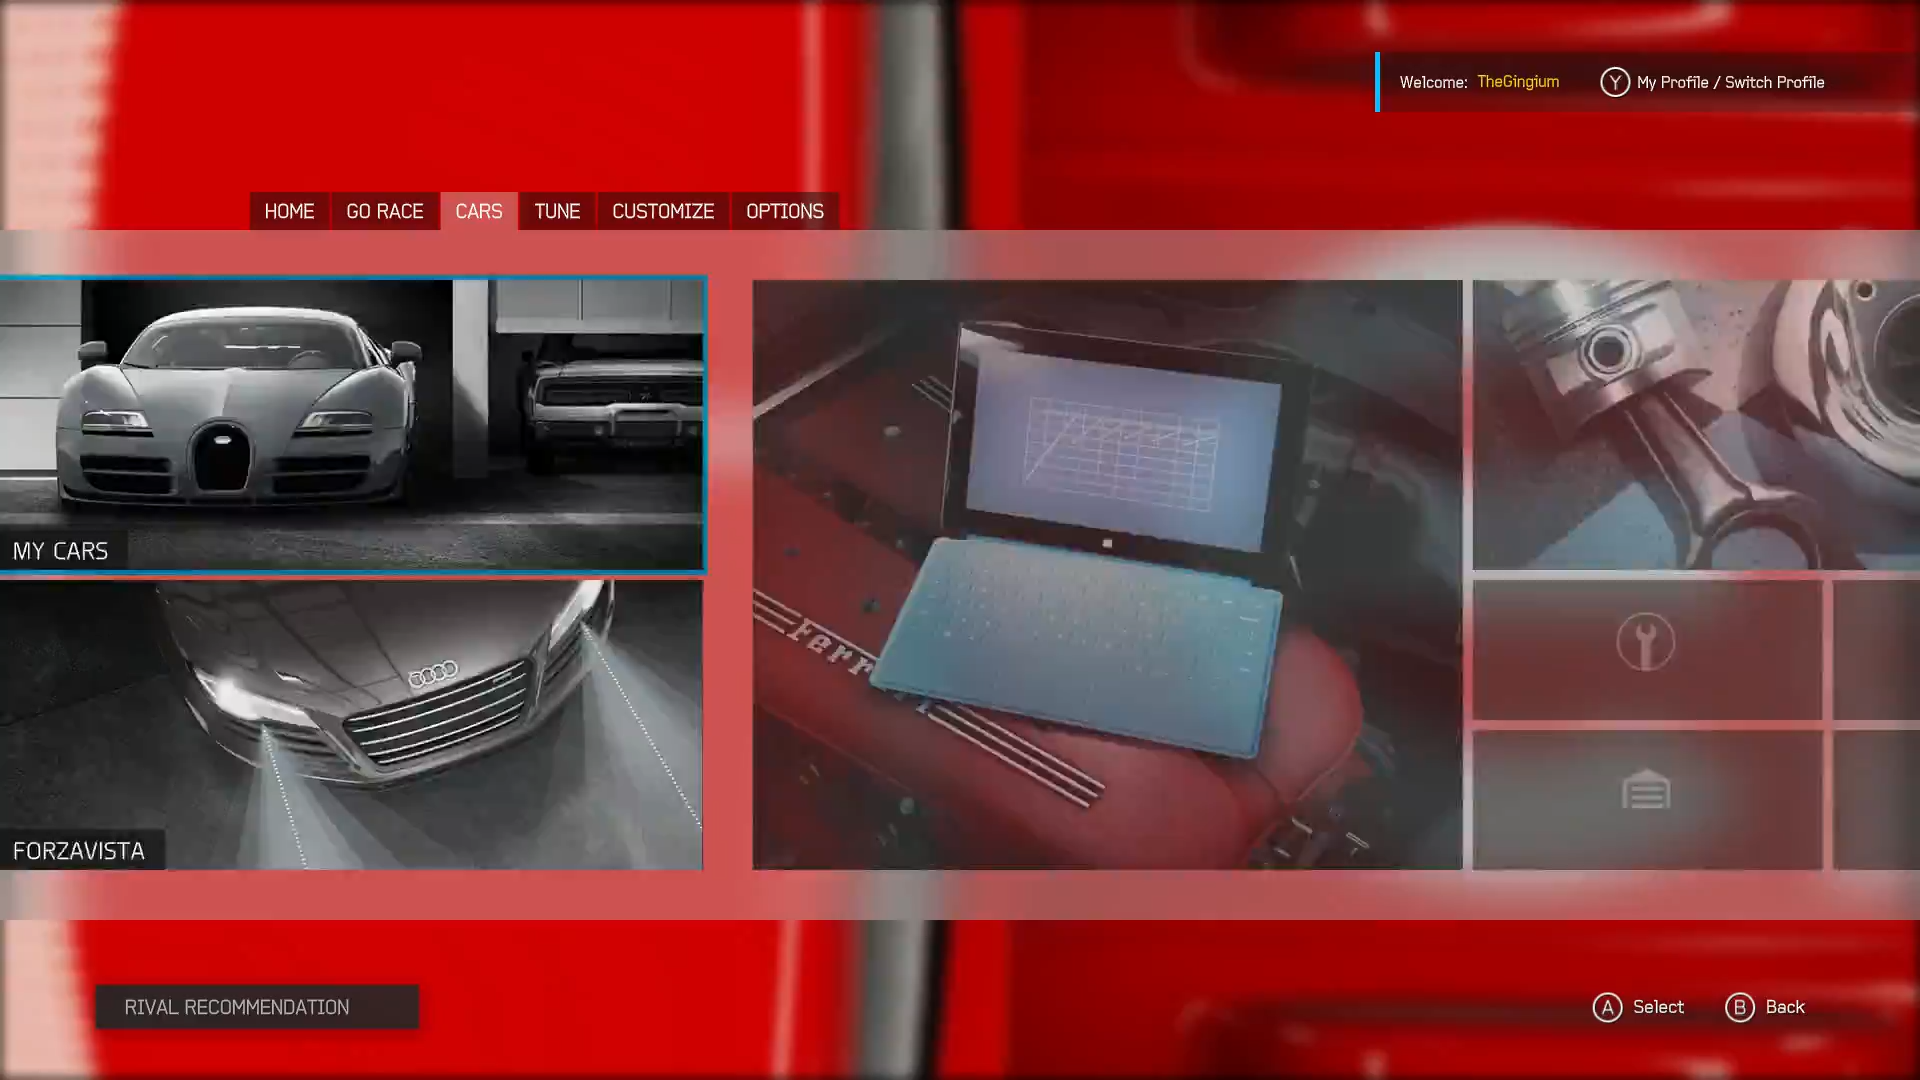 Welcome: TheGingium
Y My Profile / Switch Profile
HOME
GO RACE
CARS
TUNE
CUSTOMIZE
OPTIONS
MY CARS
Ferr
FORZAVISTA
RIVAL RECOMMENDATION
A Select
B Back